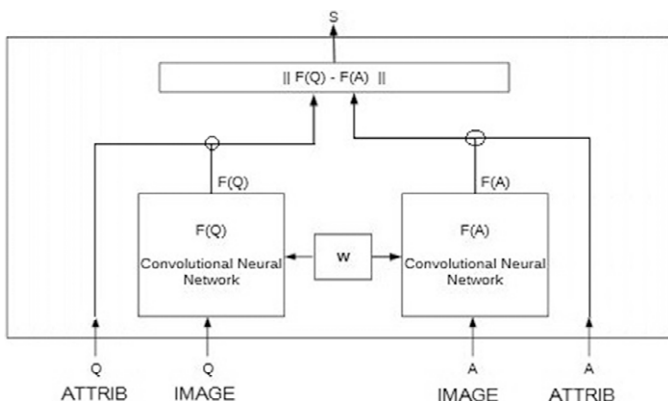 S
|| F(Q) - F(A) ||
F(Q)
F(A)
F(Q)
Convolutional Neural
Network
W
F(A)
Convolutional Neural
Network
Q
Q
A
A
ATTRIB
IMAGE
IMAGE
ATTRIB